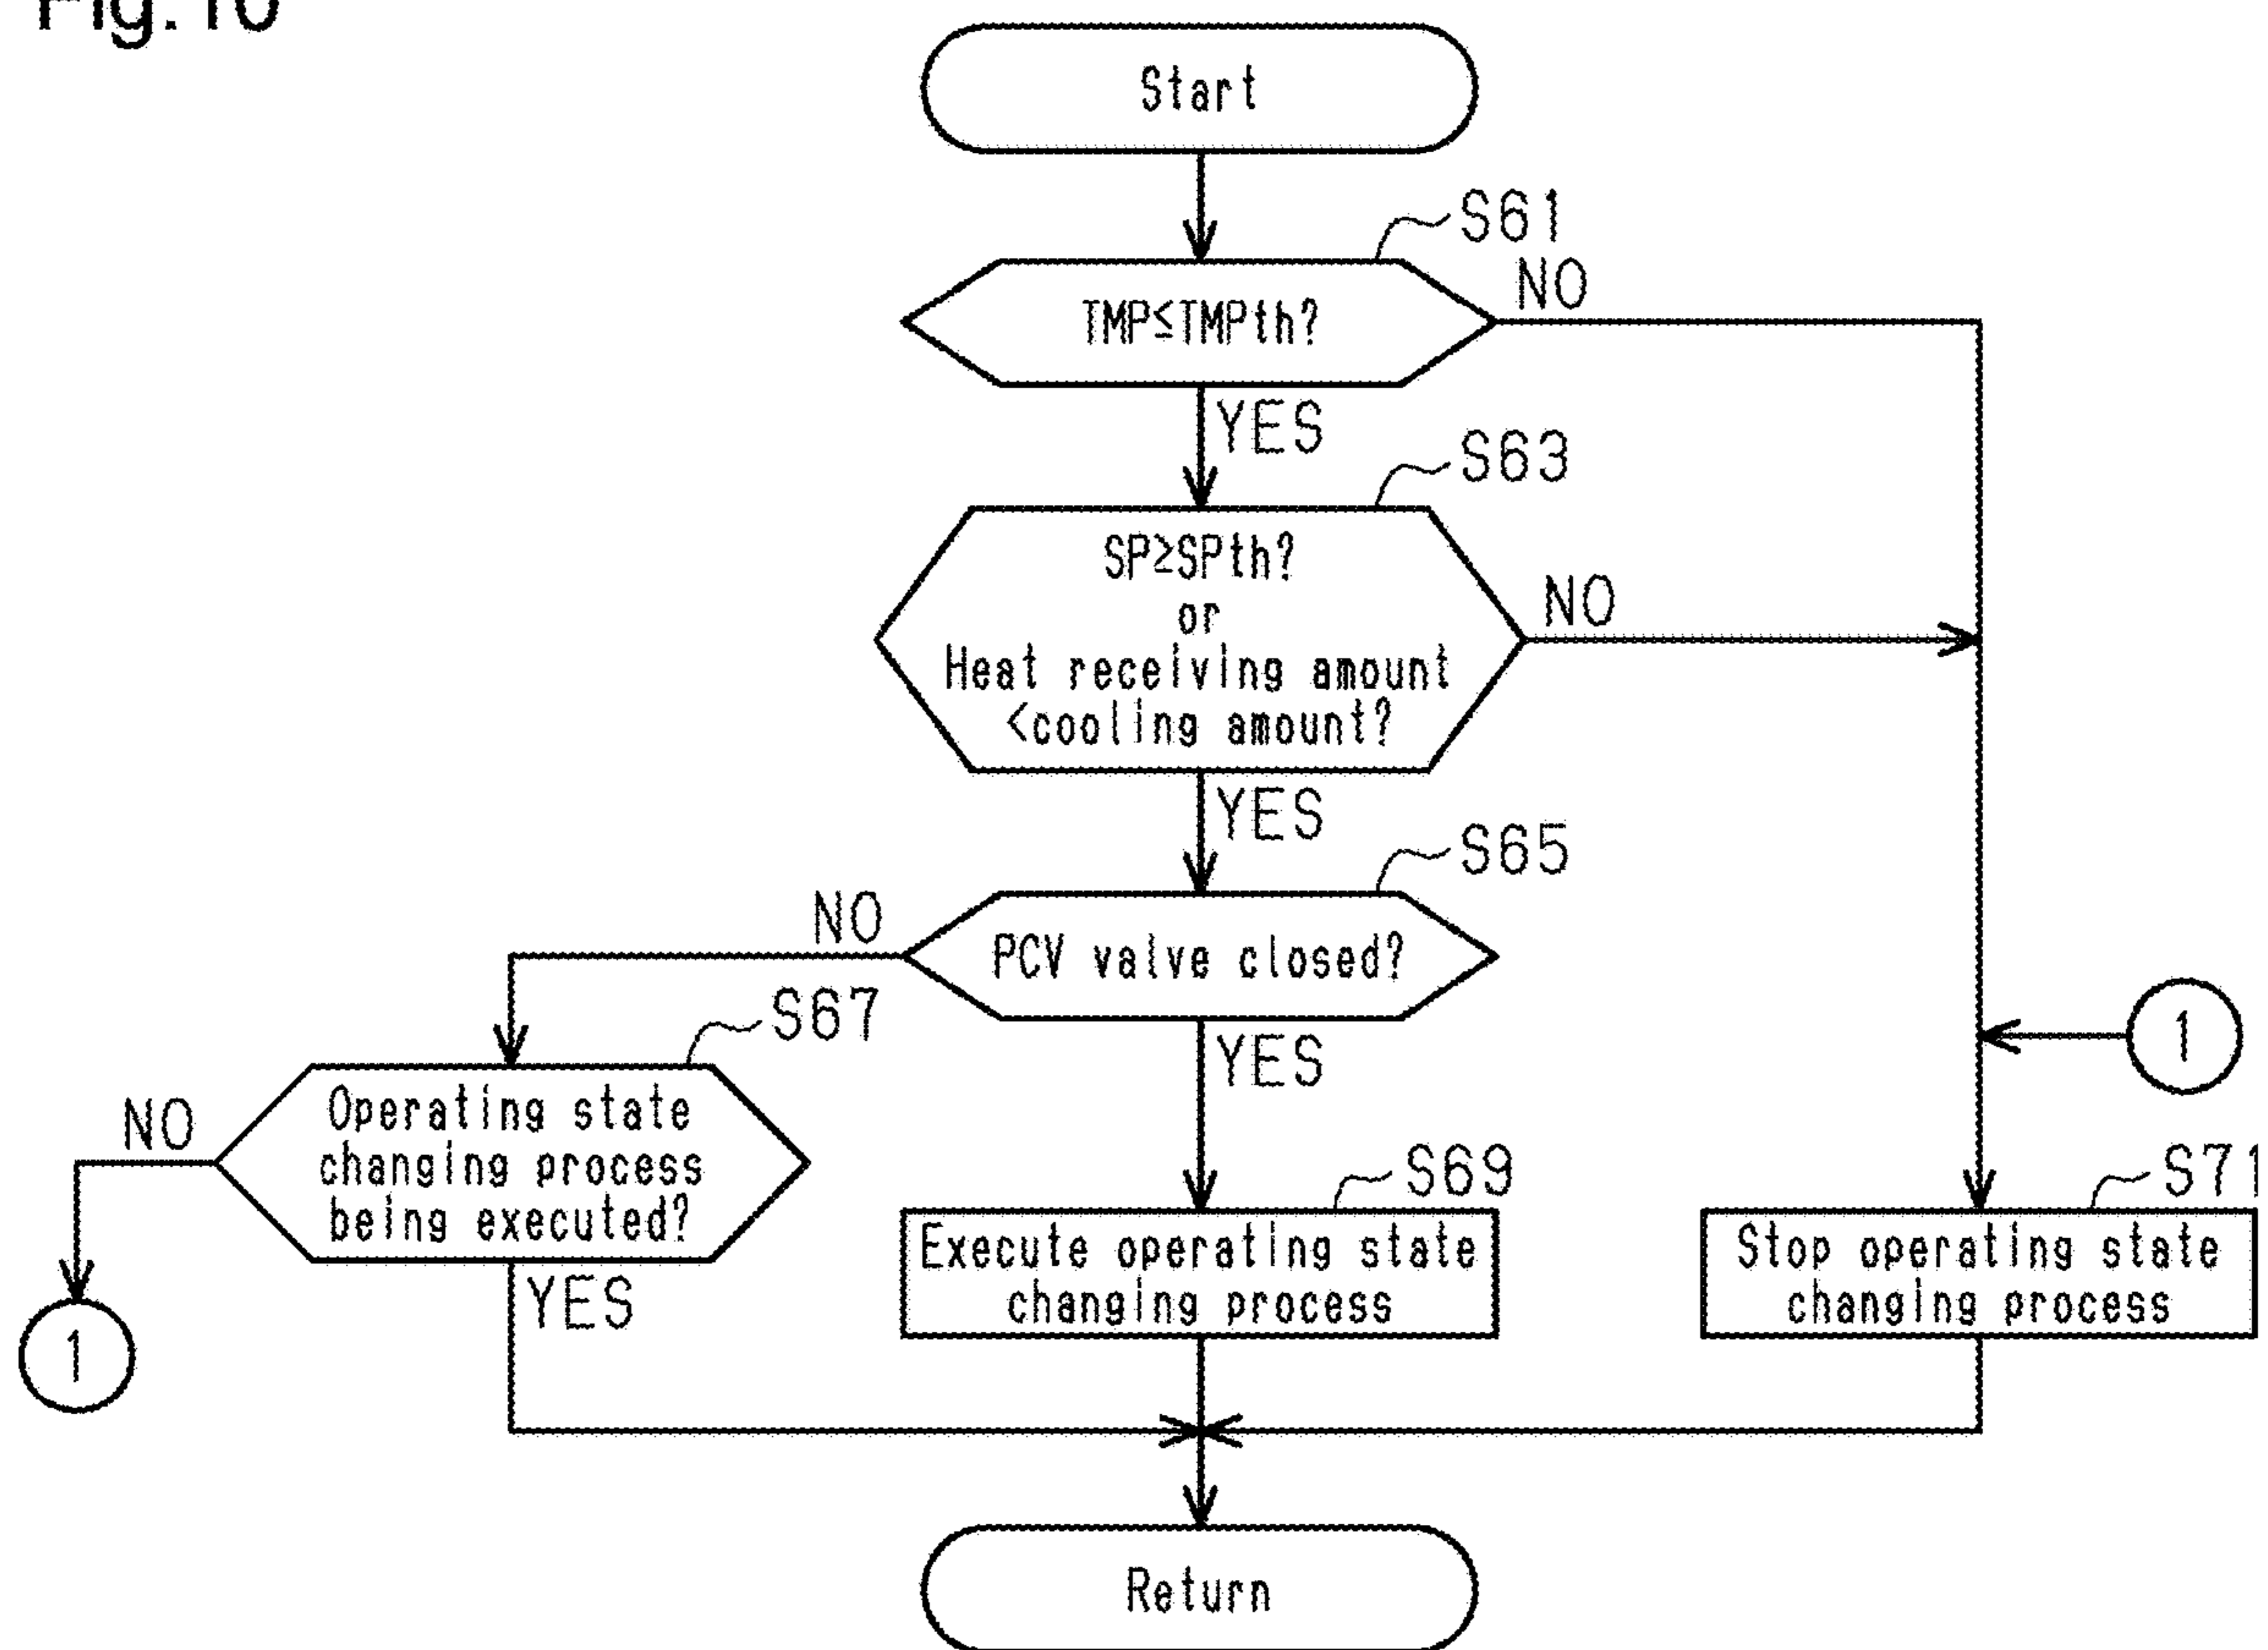 Fig.10
Start
S61
TMP≤TMPth?
NO
YES
S63
SP≥SPth?
or
Heat receiving amount
<cooling amount?
NO
YES
S65
PCV valve closed?
NO
YES
S67
Operating state
changing process
being executed?
NO
YES
1
1
S69
Execute operating state
changing process
S71
Stop operating state
changing process
Return